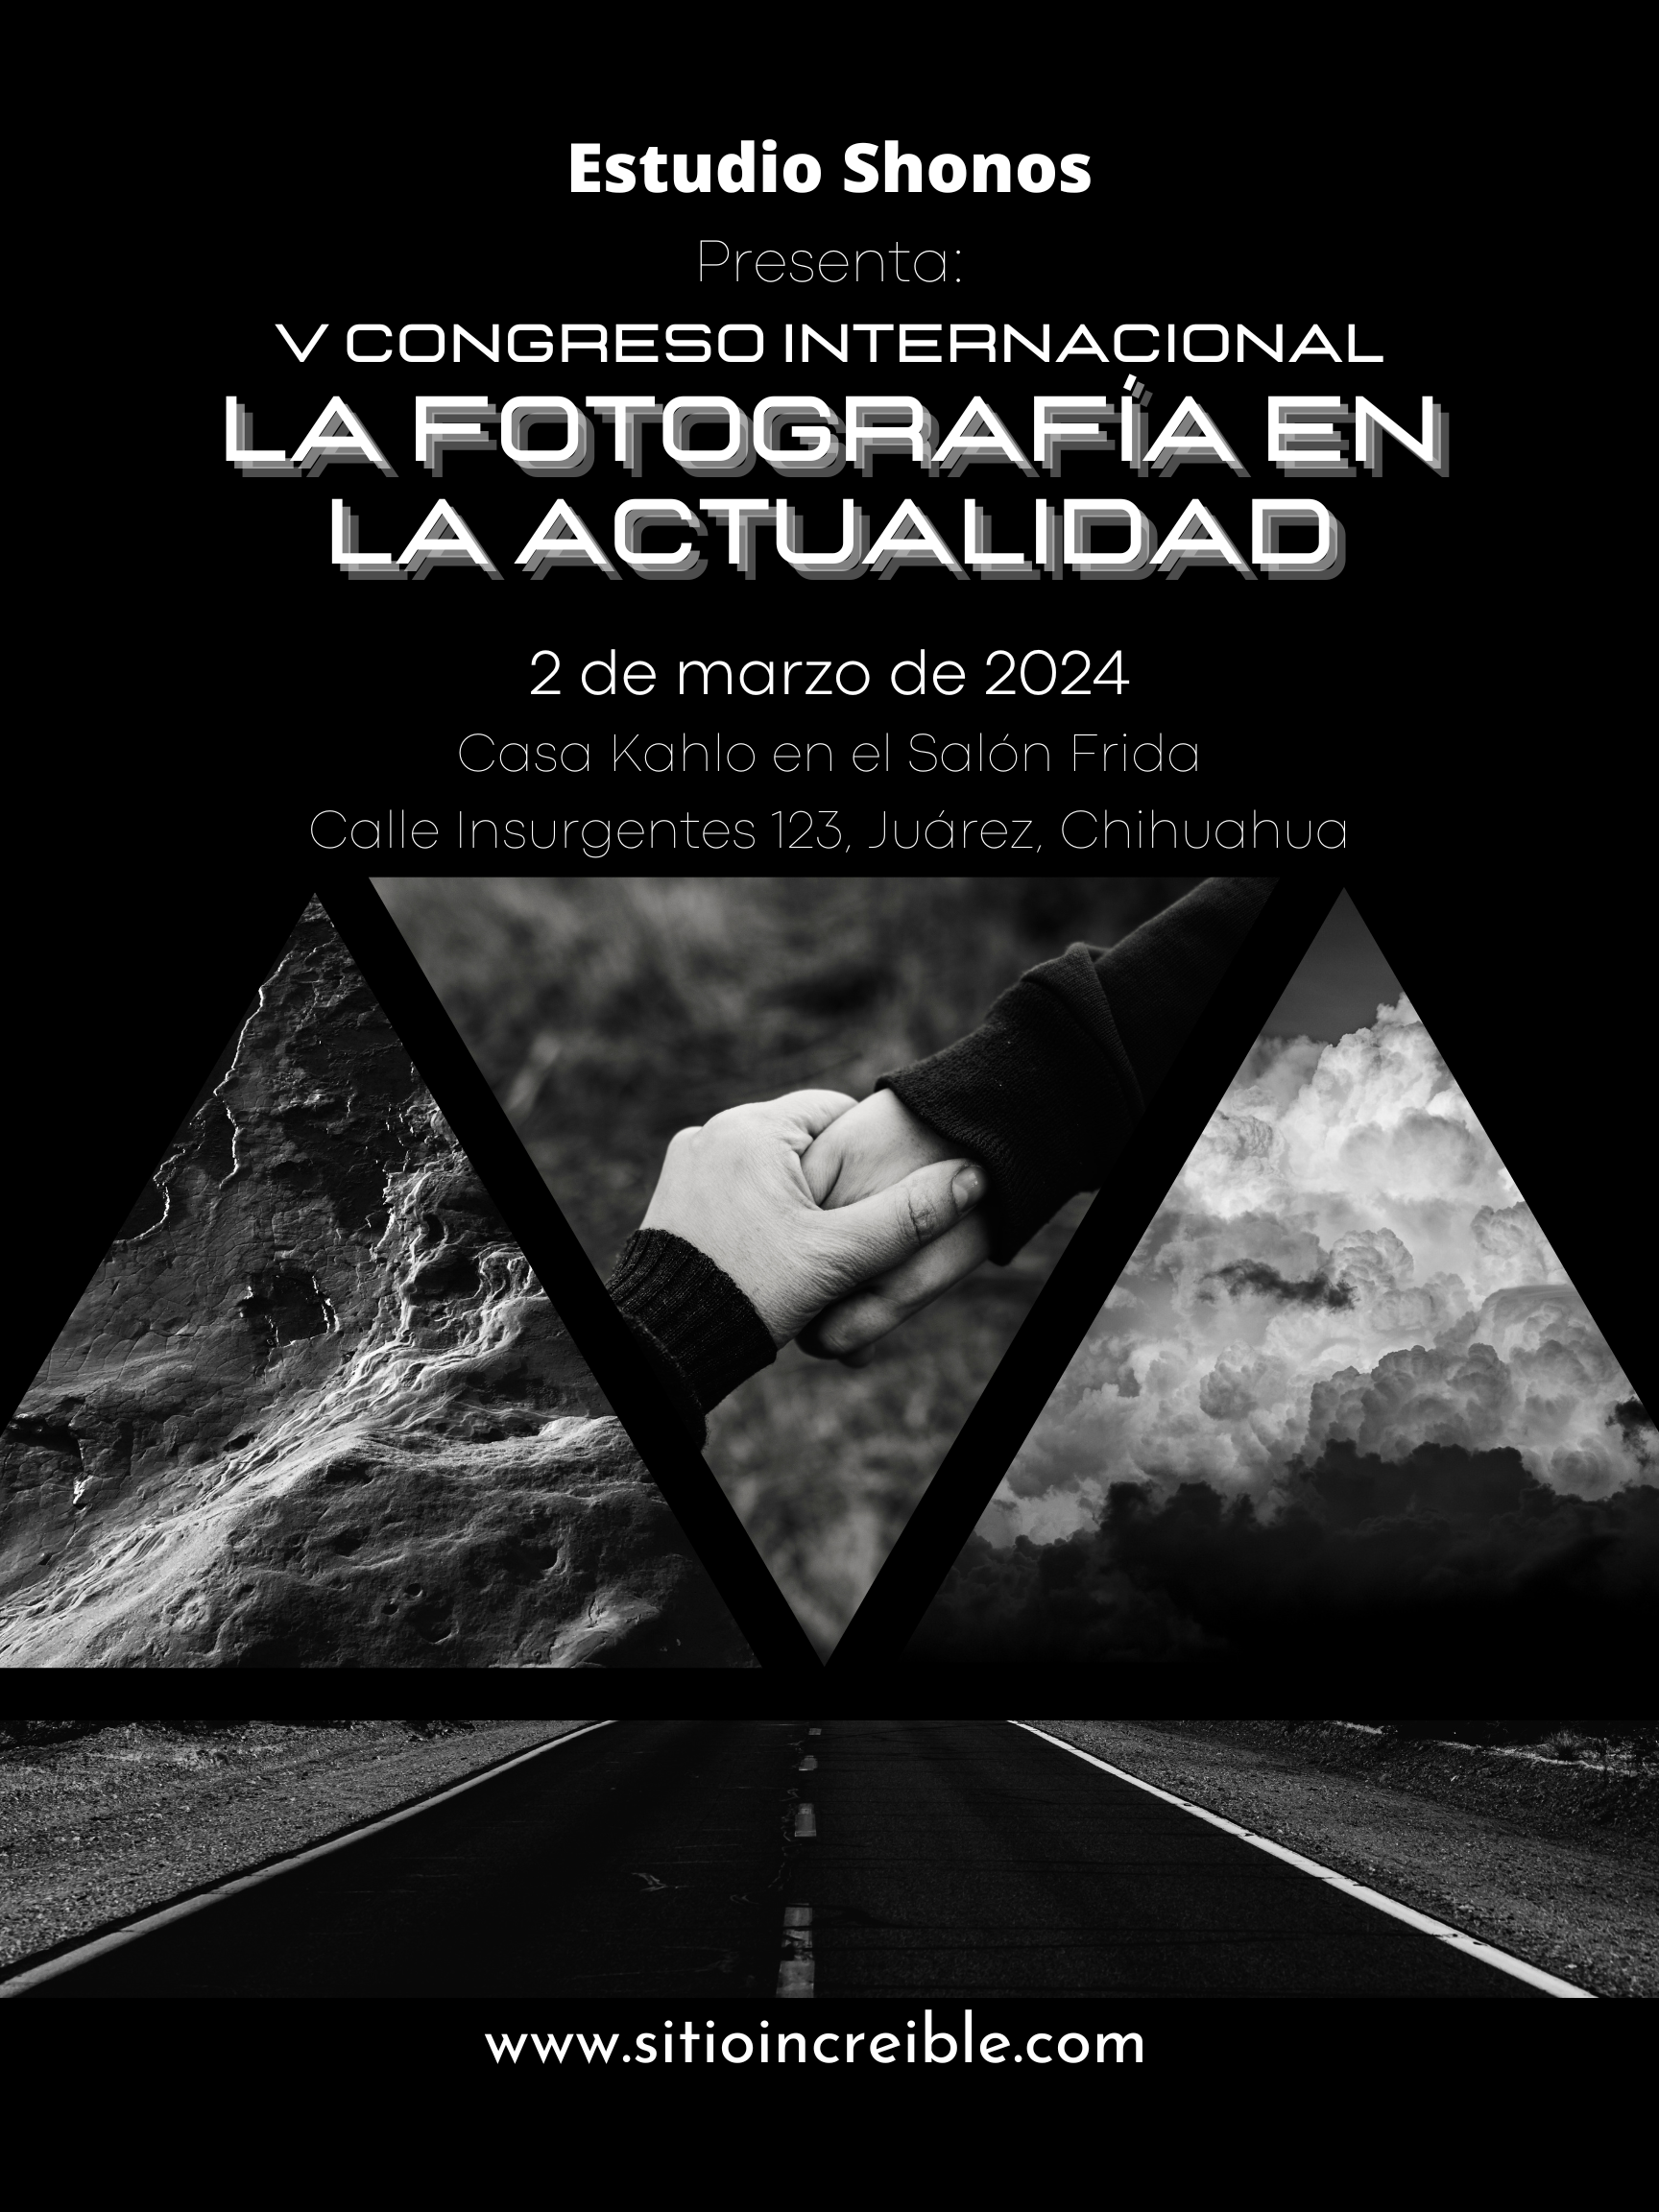 Estudio Shonos
Presenta:
V CONGRESO INTERNACIONAL
LA FOTOGRAFÍA EN
LA ACTUALIDAD
2 de marzo de 2024
Casa Kahlo en el Salón Frida
Calle Insurgentes 123, Juárez, Chihuahua
www.sitioincreible.com